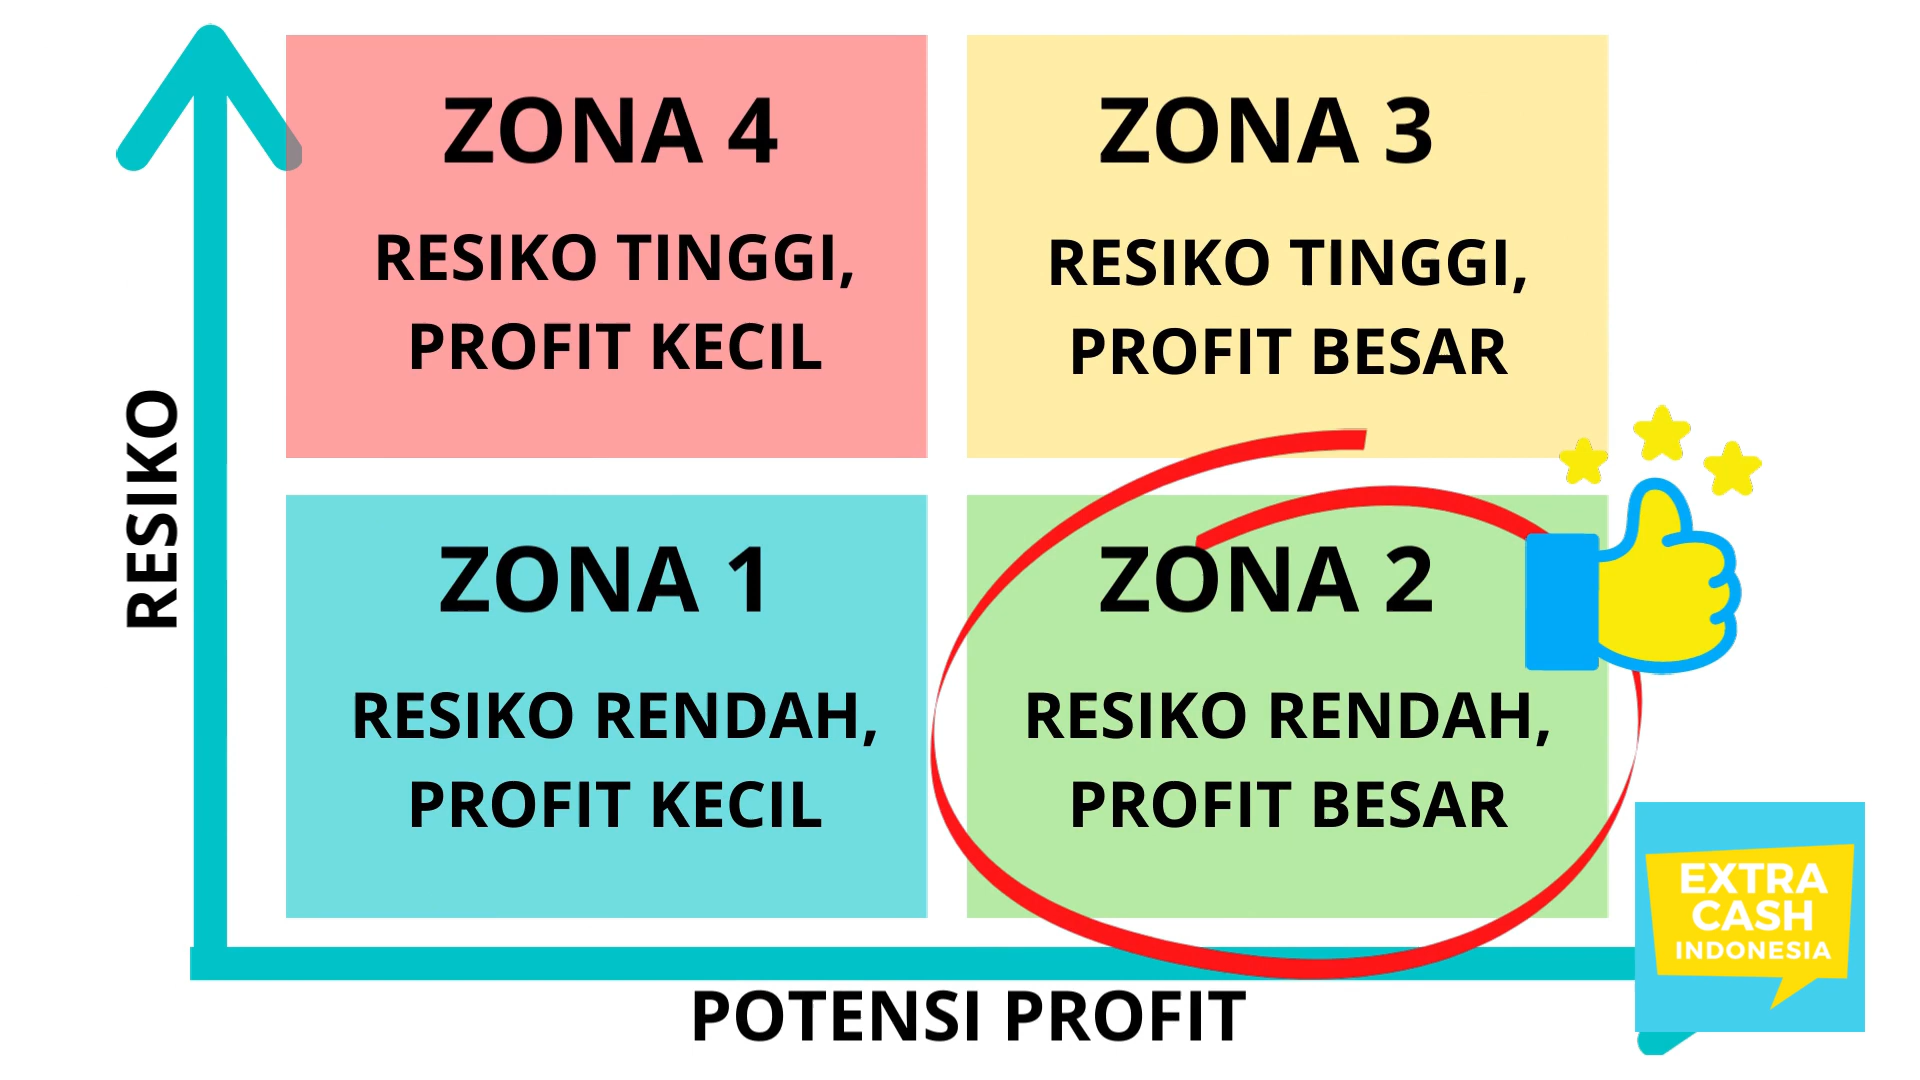 ZONA 4
RESIKO TINGGI,
PROFIT KECIL
ZONA 3
RESIKO TINGGI,
PROFIT BESAR
RESIKO
ZONA 1
RESIKO RENDAH,
PROFIT KECIL
ZONA 2
RESIKO RENDAH,
PROFIT BESAR
EXTRA
CASH
INDONESIA
POTENSI PROFIT